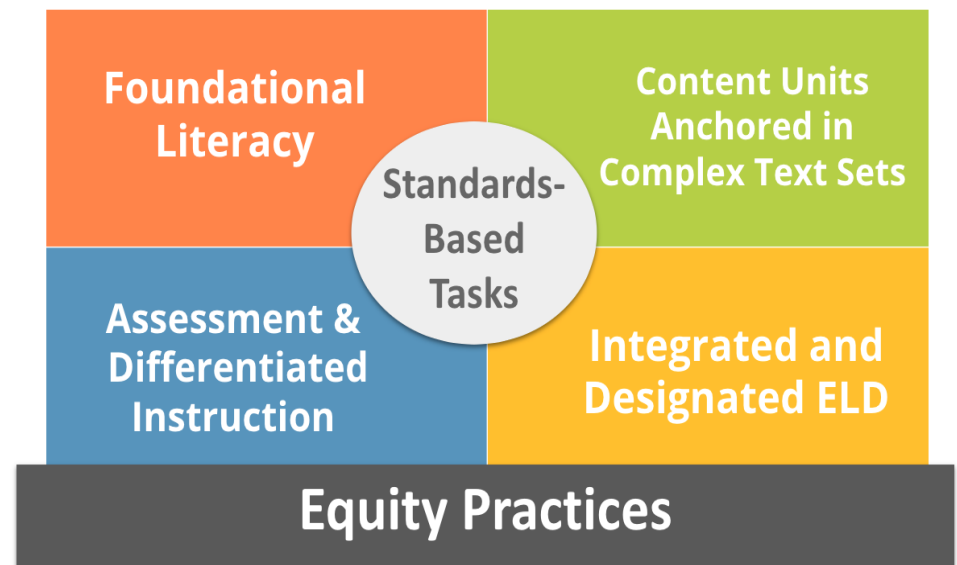 Foundational
Literacy
Content Units
Anchored in
Complex Text Sets
Standards-
Based
Tasks
Assessment &
Differentiated
Instruction
Integrated and
Designated ELD
Equity Practices